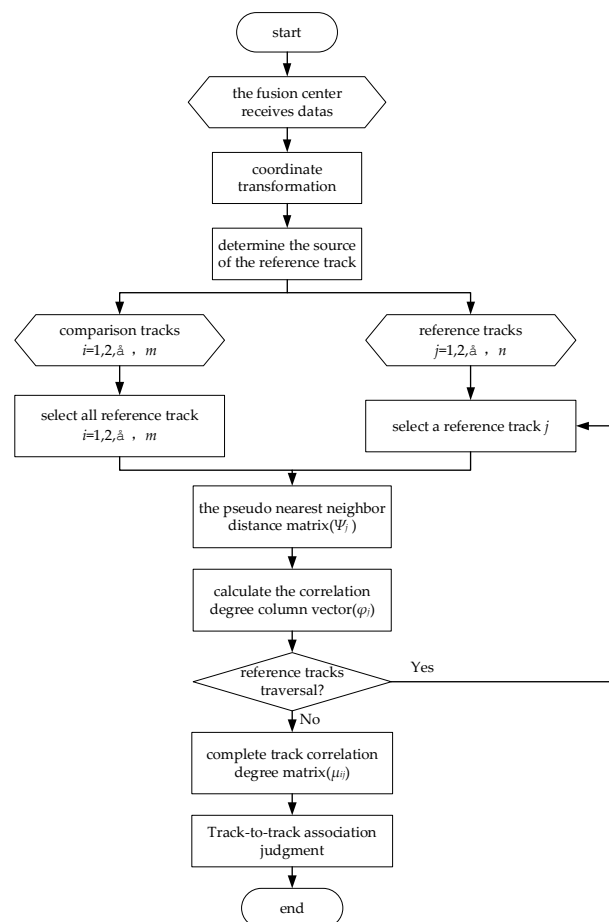 start
the fusion center
receives datas
coordinate
transformation
determine the source
of the reference track
comparison tracks
i=1,2,å , m
reference tracks
j=1,2,å , n
select all reference track
i=1,2,å , m
select a reference track j
the pseudo nearest neighbor
distance matrix(Ψj )
calculate the correlation
degree column vector(φj)
reference tracks
traversal?
Yes
No
complete track correlation
degree matrix(μij)
Track-to-track association
judgment
end